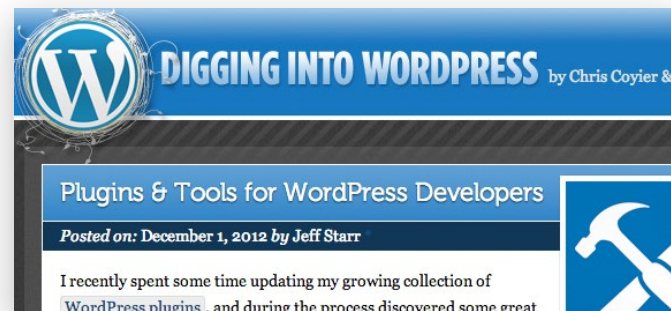 DIGGING INTO WORDPRESS by Chris Coyier &
Plugins & Tools for WordPress Developers
Posted on: December 1, 2012 by Jeff Starr *
I recently spent some time updating my growing collection of
WordPress plugins, and during the process discovered some great